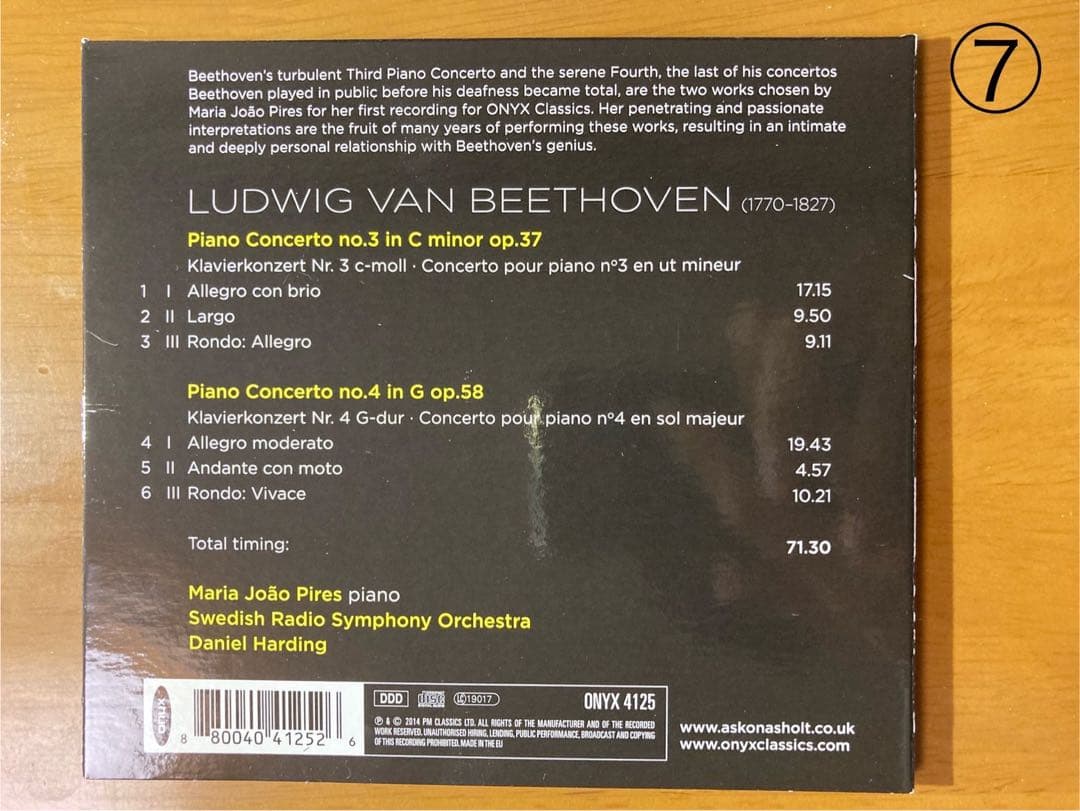 ⑦
Beethoven's turbulent Third Piano Concerto and the serene Fourth, the last of his concertos
Beethoven played in public before his deafness became total, are the two works chosen by
Maria João Pires for her first recording for ONYX Classics. Her penetrating and passionate
interpretations are the fruit of many years of performing these works, resulting in an intimate
and deeply personal relationship with Beethoven's genius.
LUDWIG VAN BEETHOVEN (1770–1827)
Piano Concerto no.3 in C minor op.37
Klavierkonzert Nr. 3 c-moll · Concerto pour piano nº3 en ut mineur
1 I Allegro con brio 17.15
2 II Largo 9.50
3 III Rondo: Allegro 9.11
Piano Concerto no.4 in G op.58
Klavierkonzert Nr. 4 G-dur · Concerto pour piano nº4 en sol majeur
4 I Allegro moderato 19.43
5 II Andante con moto 4.57
6 III Rondo: Vivace 10.21
Total timing: 71.30
Maria João Pires piano
Swedish Radio Symphony Orchestra
Daniel Harding
onyx
8 80040 41252 6
DDD COMPACT disc DIGITAL AUDIO LC 19017 ONYX 4125
℗ & © 2014 PM CLASSICS LTD. ALL RIGHTS OF THE MANUFACTURER AND OF THE RECORDED
WORK RESERVED. UNAUTHORISED HIRING, LENDING, PUBLIC PERFORMANCE, BROADCAST AND COPYING
OF THIS RECORDING PROHIBITED. MADE IN THE EU
www.askonasholt.co.uk
www.onyxclassics.com